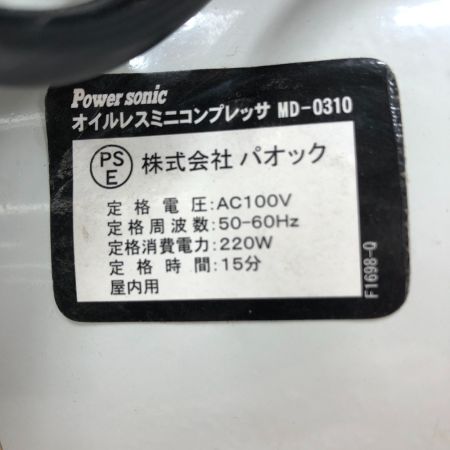 Power sonic
オイルレスミニコンプレッサ MD-0310
PS
E
株式会社 パオック
定格電圧:AC100V
定格周波数:50-60Hz
定格消費電力:220W
定格時間:15分
屋内用
F1698-Q